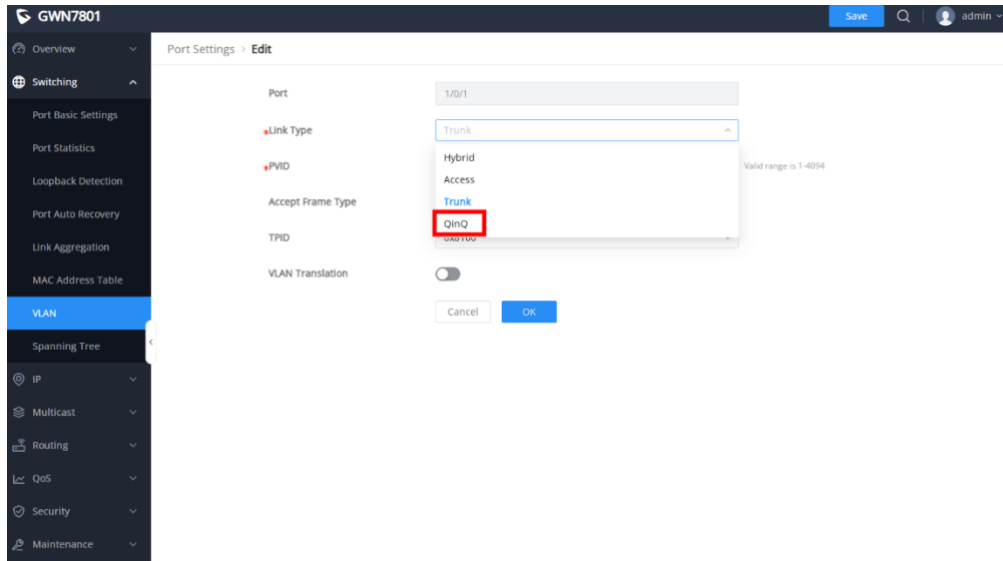 GWN7801
Save
admin
Overview
Switching
Port Basic Settings
Port Statistics
Loopback Detection
Port Auto Recovery
Link Aggregation
MAC Address Table
VLAN
Spanning Tree
IP
Multicast
Routing
QoS
Security
Maintenance
Port Settings > Edit
Port 1/0/1
*Link Type Trunk
Hybrid
Access
Trunk
QinQ
*PVID Valid range is 1-4094
Accept Frame Type
TPID 0x8100
VLAN Translation
Cancel OK